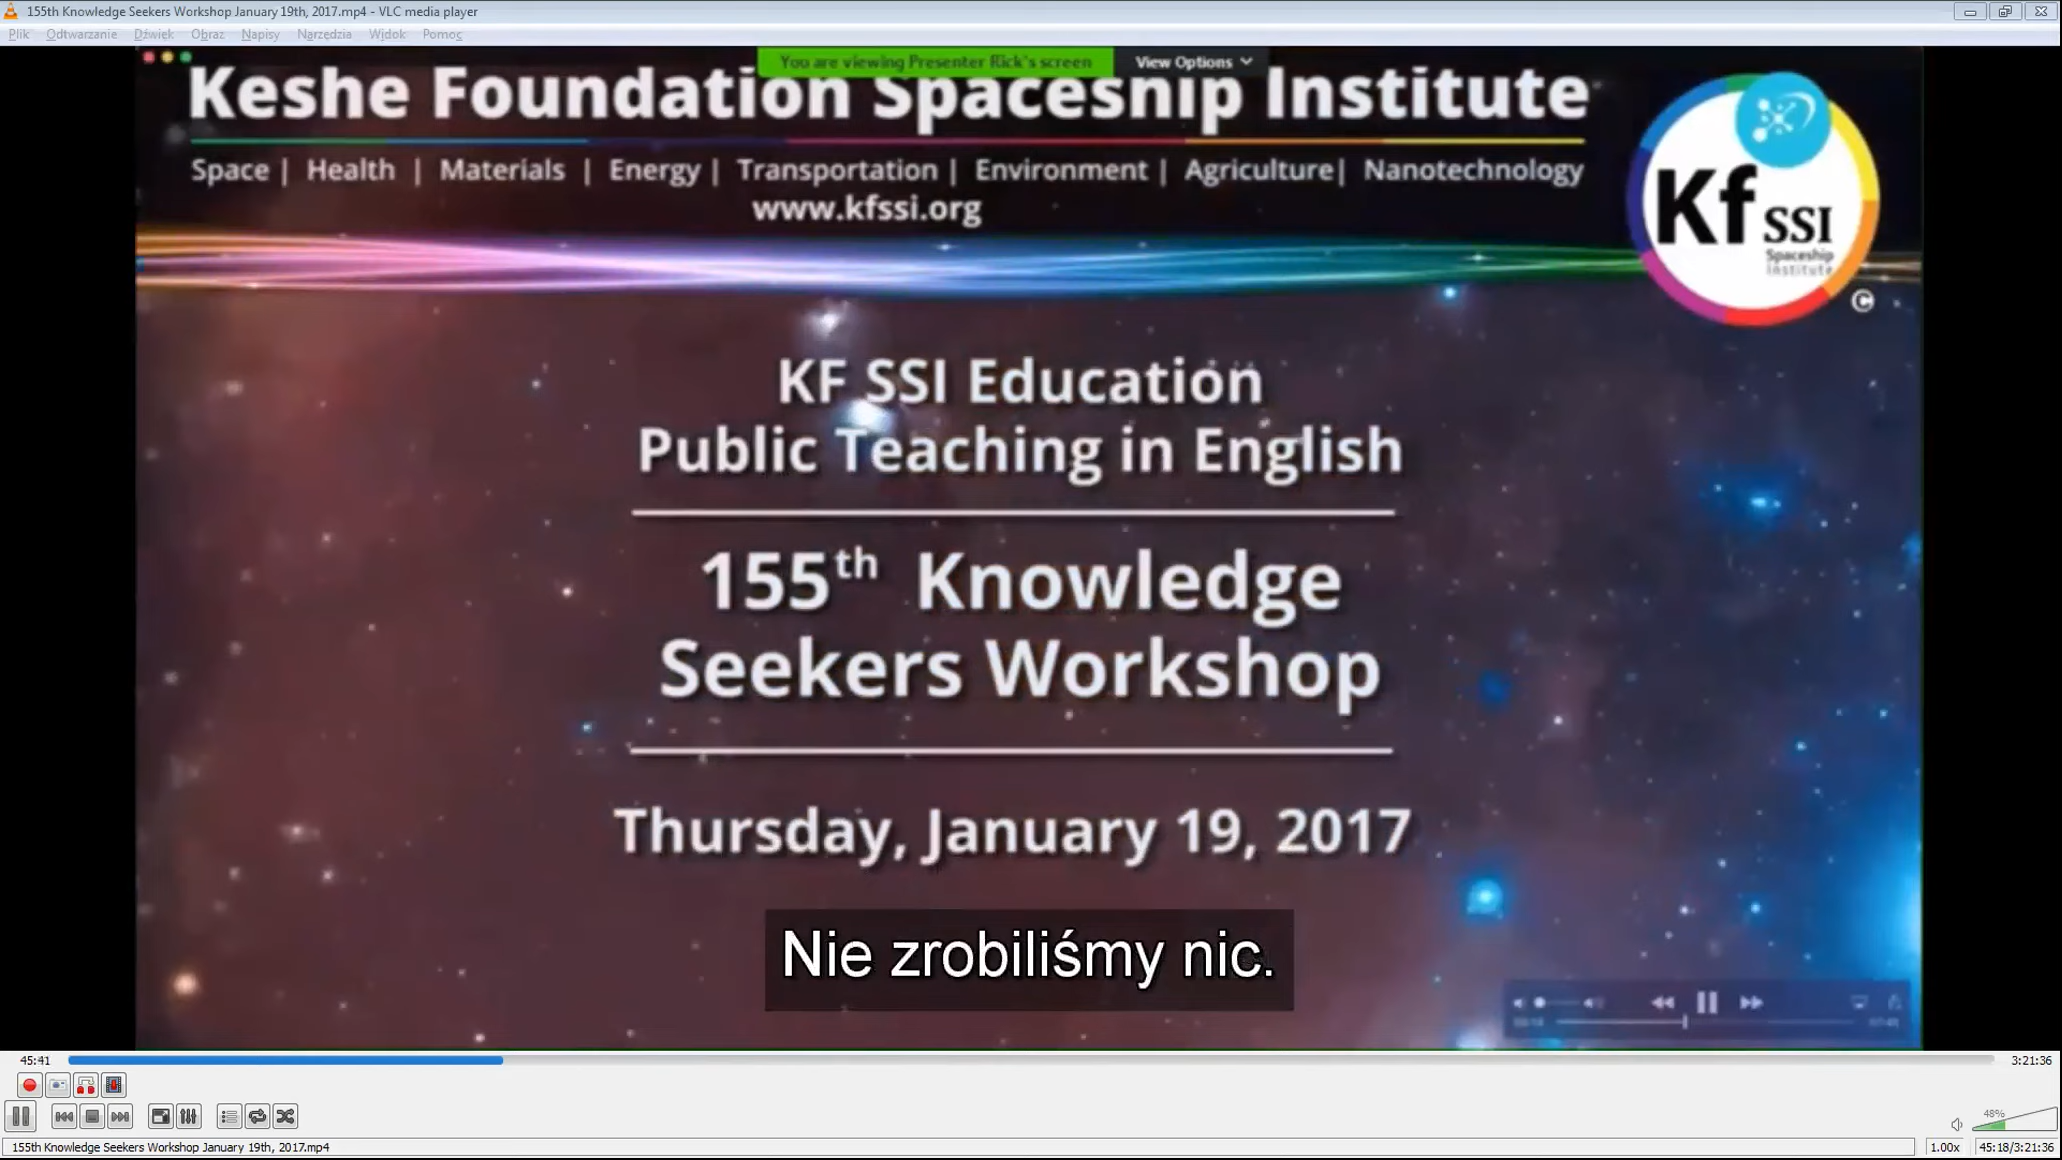 155th Knowledge Seekers Workshop January 19th, 2017.mp4 - VLC media player
Plik Odtwarzanie Dźwięk Obraz Napisy Narzędzia Widok Pomoc
You are viewing Presenter Rick's screen View Options
Keshe Foundation Spaceship Institute
Space | Health | Materials | Energy | Transportation | Environment | Agriculture | Nanotechnology
www.kfssi.org
Kf SSI
Spaceship
Institute
©
KF SSI Education
Public Teaching in English
155th Knowledge
Seekers Workshop
Thursday, January 19, 2017
Nie zrobiliśmy nic.
45:41 3:21:36
48%
155th Knowledge Seekers Workshop January 19th, 2017.mp4 1.00x 45:18/3:21:36